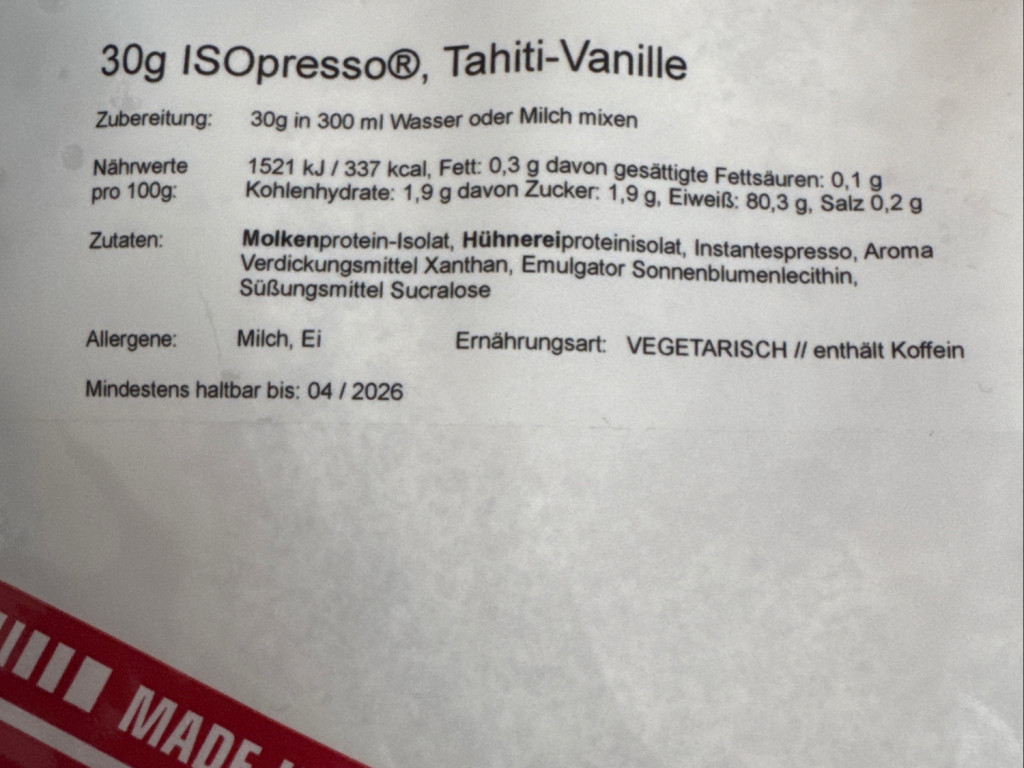 30g ISOpresso®, Tahiti-Vanille
Zubereitung: 30g in 300 ml Wasser oder Milch mixen
Nährwerte 1521 kJ / 337 kcal, Fett: 0,3 g davon gesättigte Fettsäuren: 0,1 g
pro 100g: Kohlenhydrate: 1,9 g davon Zucker: 1,9 g, Eiweiß: 80,3 g, Salz 0,2 g
Zutaten: Molkenprotein-Isolat, Hühnereiproteinisolat, Instantespresso, Aroma
Verdickungsmittel Xanthan, Emulgator Sonnenblumenlecithin,
Süßungsmittel Sucralose
Allergene: Milch, Ei Ernährungsart: VEGETARISCH // enthält Koffein
Mindestens haltbar bis: 04 / 2026
MADE